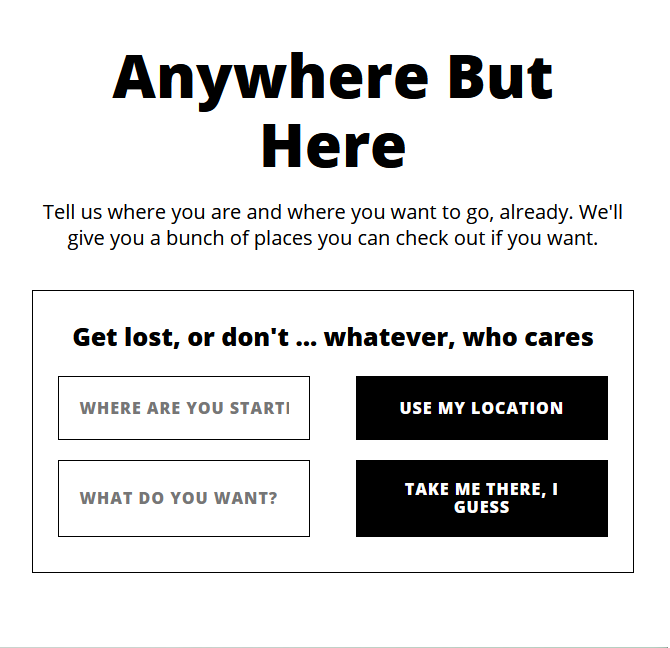 Anywhere But
Here
Tell us where you are and where you want to go, already. We'll
give you a bunch of places you can check out if you want.
Get lost, or don't ... whatever, who cares
WHERE ARE YOU STARTI
USE MY LOCATION
WHAT DO YOU WANT?
TAKE ME THERE, I
GUESS